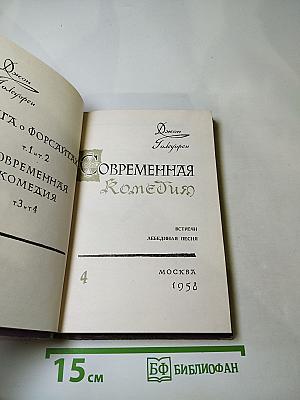 Джон
Голсуорси
ГА о ФОРСАЙТАХ
т.1 и т.2
ОВРЕМЕННАЯ
КОМЕДИЯ
т.3 и т.4
Джон
Голсуорси
СОВРЕМЕННАЯ
Комедия
ВСТРЕЧИ
ЛЕБЕДИНАЯ ПЕСНЯ
4
МОСКВА
1958
15 см
БФ БИБЛИОФАН